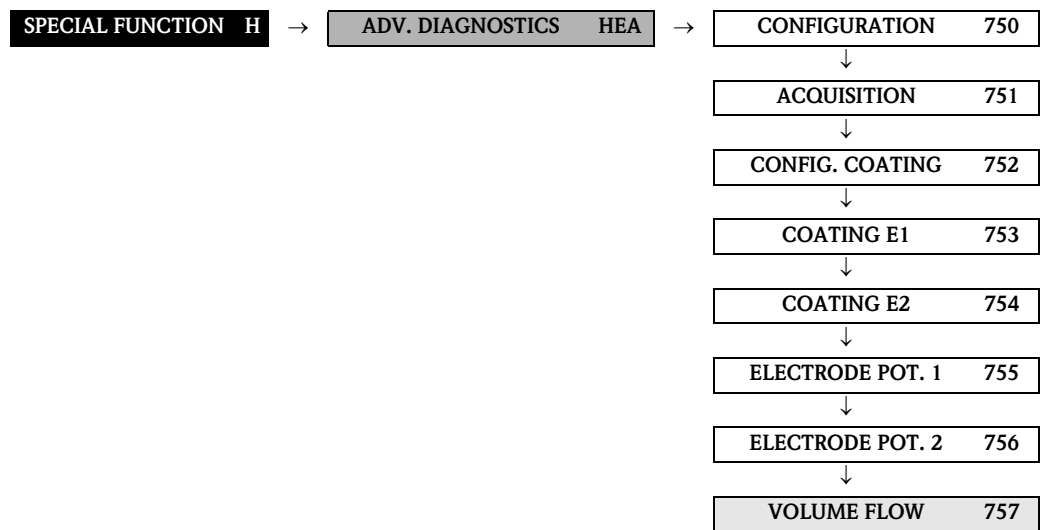 SPECIAL FUNCTION H → ADV. DIAGNOSTICS HEA → CONFIGURATION 750
↓
ACQUISITION 751
↓
CONFIG. COATING 752
↓
COATING E1 753
↓
COATING E2 754
↓
ELECTRODE POT. 1 755
↓
ELECTRODE POT. 2 756
↓
VOLUME FLOW 757